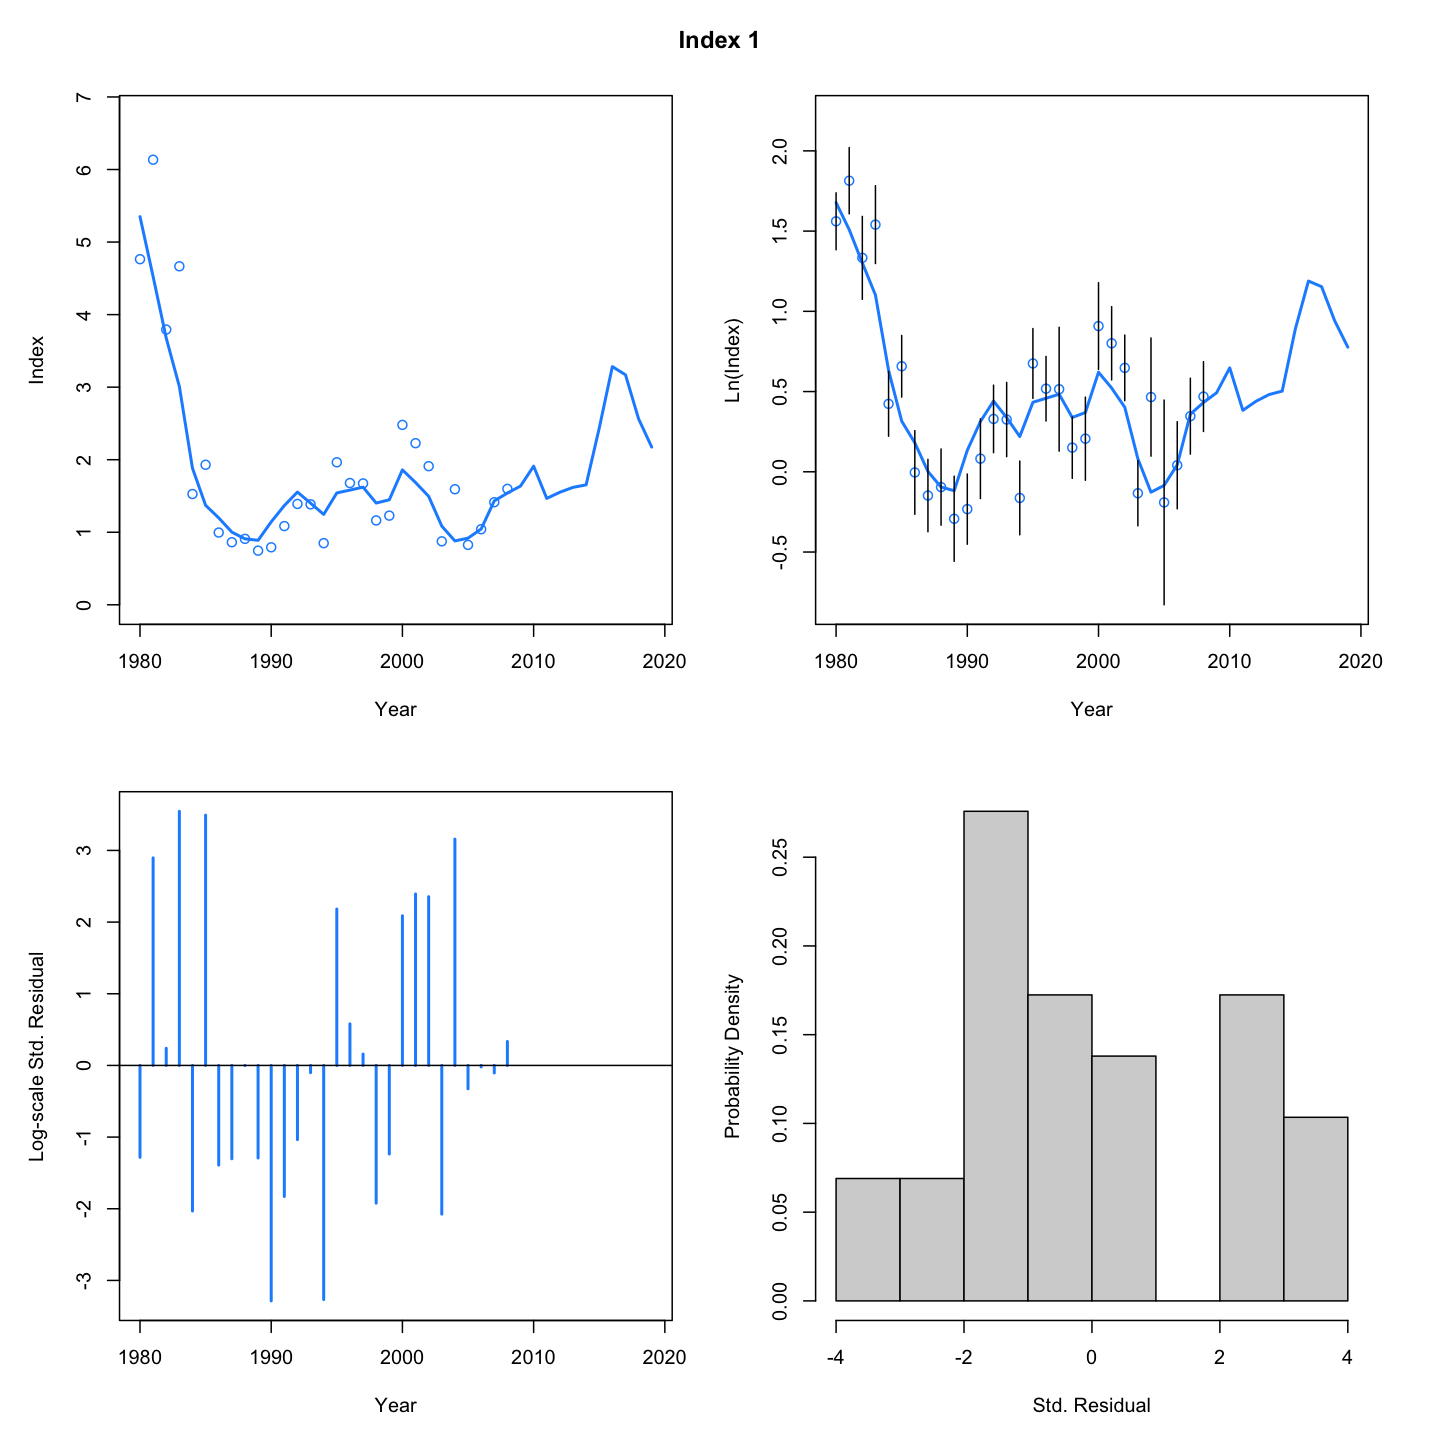 Index 1
Index
7
6
5
4
3
2
1
0
1980 1990 2000 2010 2020
Year
Ln(Index)
2.0
1.5
1.0
0.5
0.0
-0.5
1980 1990 2000 2010 2020
Year
Log-scale Std. Residual
3
2
1
0
-1
-2
-3
1980 1990 2000 2010 2020
Year
Probability Density
0.25
0.20
0.15
0.10
0.05
0.00
-4 -2 0 2 4
Std. Residual